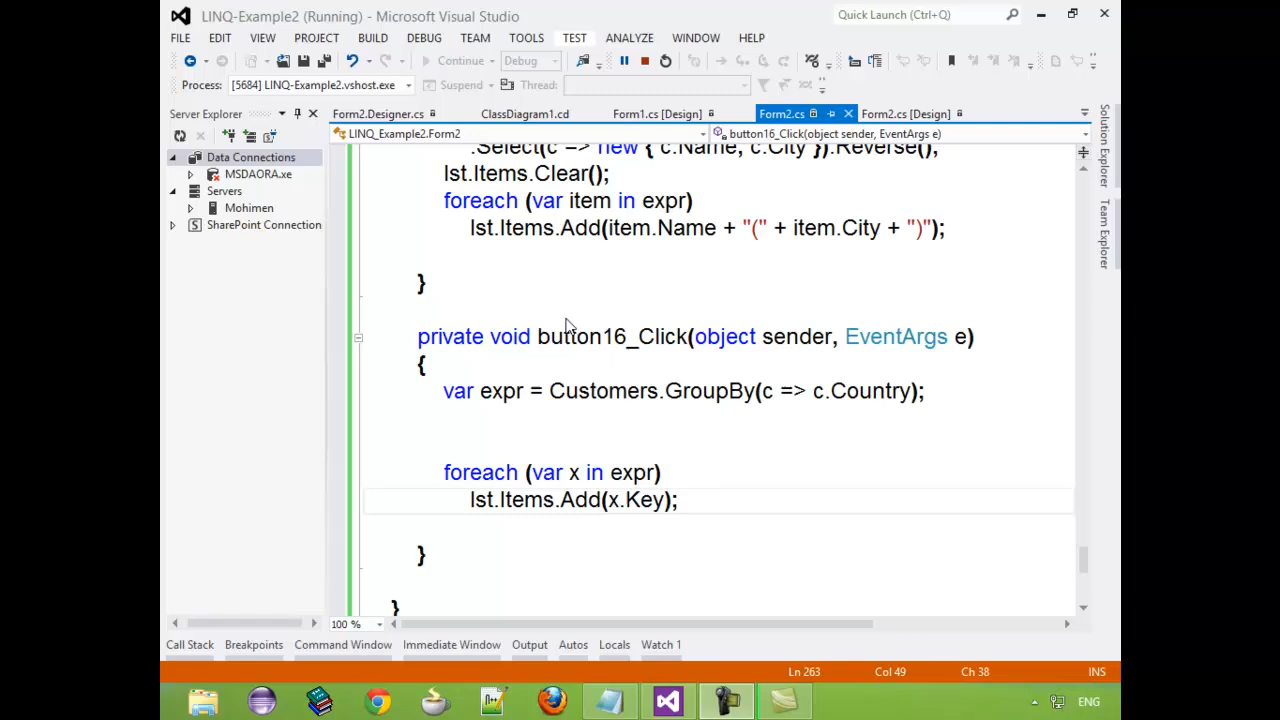 LINQ-Example2 (Running) - Microsoft Visual Studio
Quick Launch (Ctrl+Q)
FILE EDIT VIEW PROJECT BUILD DEBUG TEAM TOOLS TEST ANALYZE WINDOW HELP
Continue Debug
Process: [5684] LINQ-Example2.vshost.exe Suspend Thread:
Server Explorer
Form2.Designer.cs ClassDiagram1.cd Form1.cs [Design] Form2.cs Form2.cs [Design]
LINQ_Example2.Form2 button16_Click(object sender, EventArgs e)
Data Connections
MSDAORA.xe
Servers
Mohimen
SharePoint Connection
.Select(c => new { c.Name, c.City }).Reverse();
lst.Items.Clear();
foreach (var item in expr)
lst.Items.Add(item.Name + "(" + item.City + ")");
}
private void button16_Click(object sender, EventArgs e)
{
var expr = Customers.GroupBy(c => c.Country);
foreach (var x in expr)
lst.Items.Add(x.Key);
}
}
Solution Explorer
Team Explorer
100 %
Call Stack Breakpoints Command Window Immediate Window Output Autos Locals Watch 1
Ln 263 Col 49 Ch 38 INS
N++
ENG